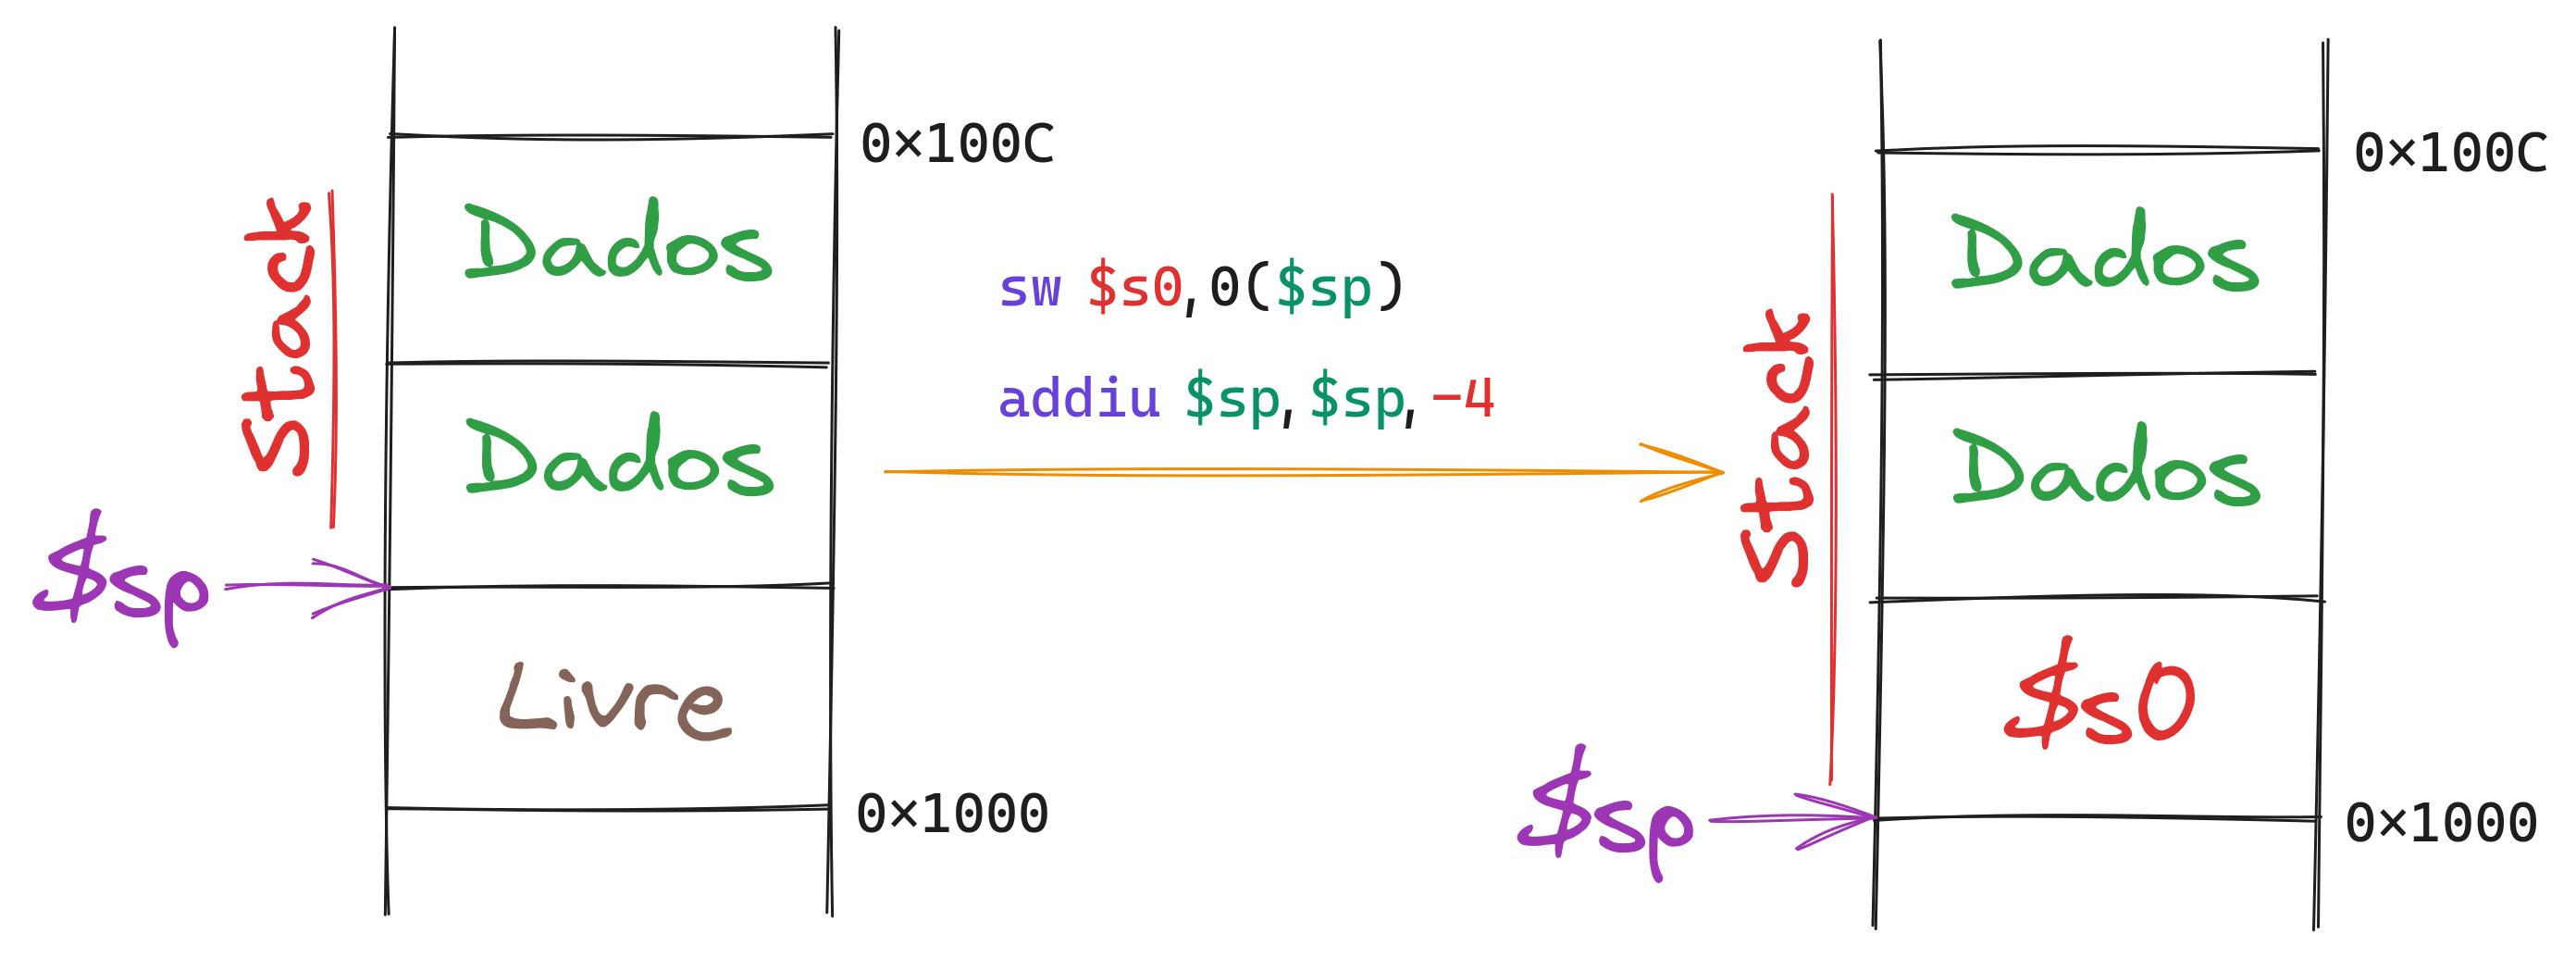 0×100C
Stack
Dados
Dados
$sp
Livre
0×1000
sw $s0,0($sp)
addiu $sp,$sp,-4
0×100C
Stack
Dados
Dados
$s0
$sp
0×1000